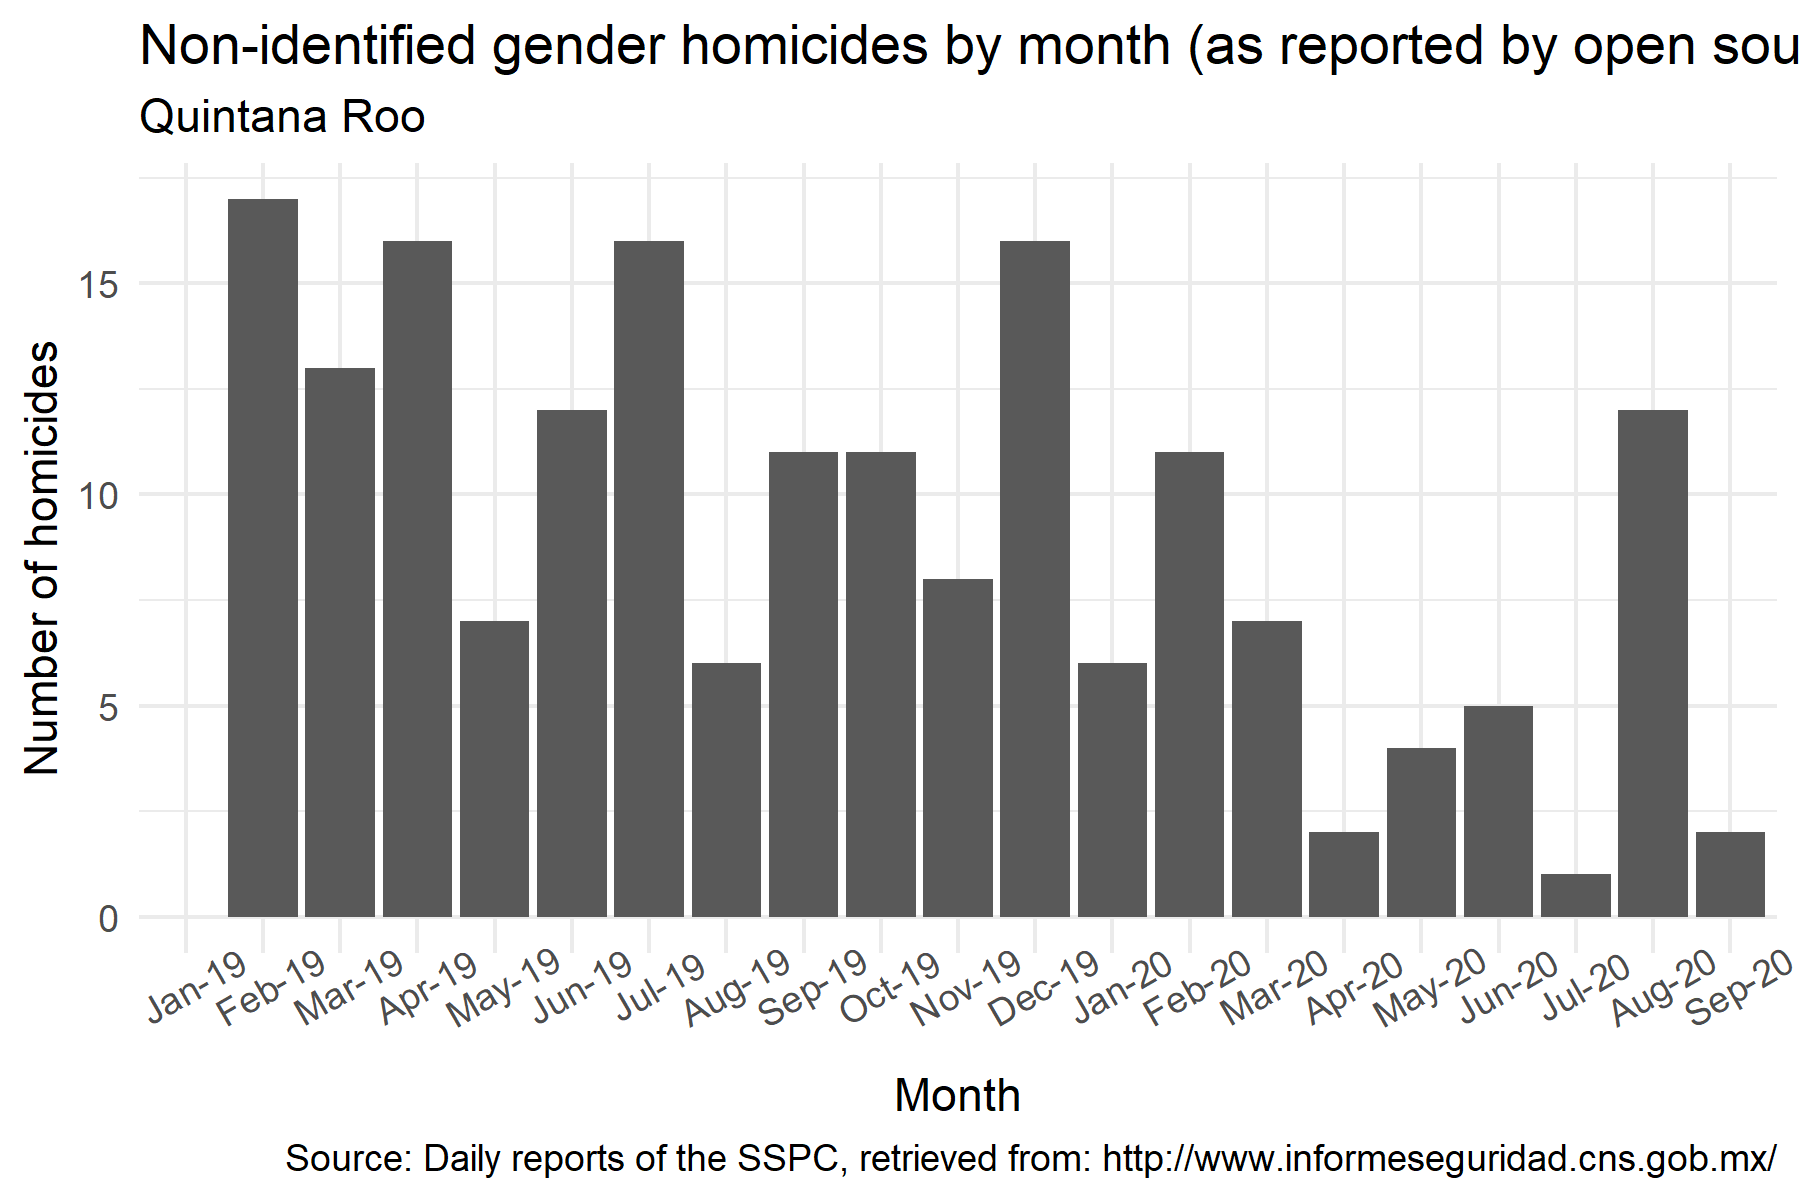 Non-identified gender homicides by month (as reported by open sou
Quintana Roo
Number of homicides
15
10
5
0
Jan-19
Feb-19
Mar-19
Apr-19
May-19
Jun-19
Jul-19
Aug-19
Sep-19
Oct-19
Nov-19
Dec-19
Jan-20
Feb-20
Mar-20
Apr-20
May-20
Jun-20
Jul-20
Aug-20
Sep-20
Month
Source: Daily reports of the SSPC, retrieved from: http://www.informeseguridad.cns.gob.mx/